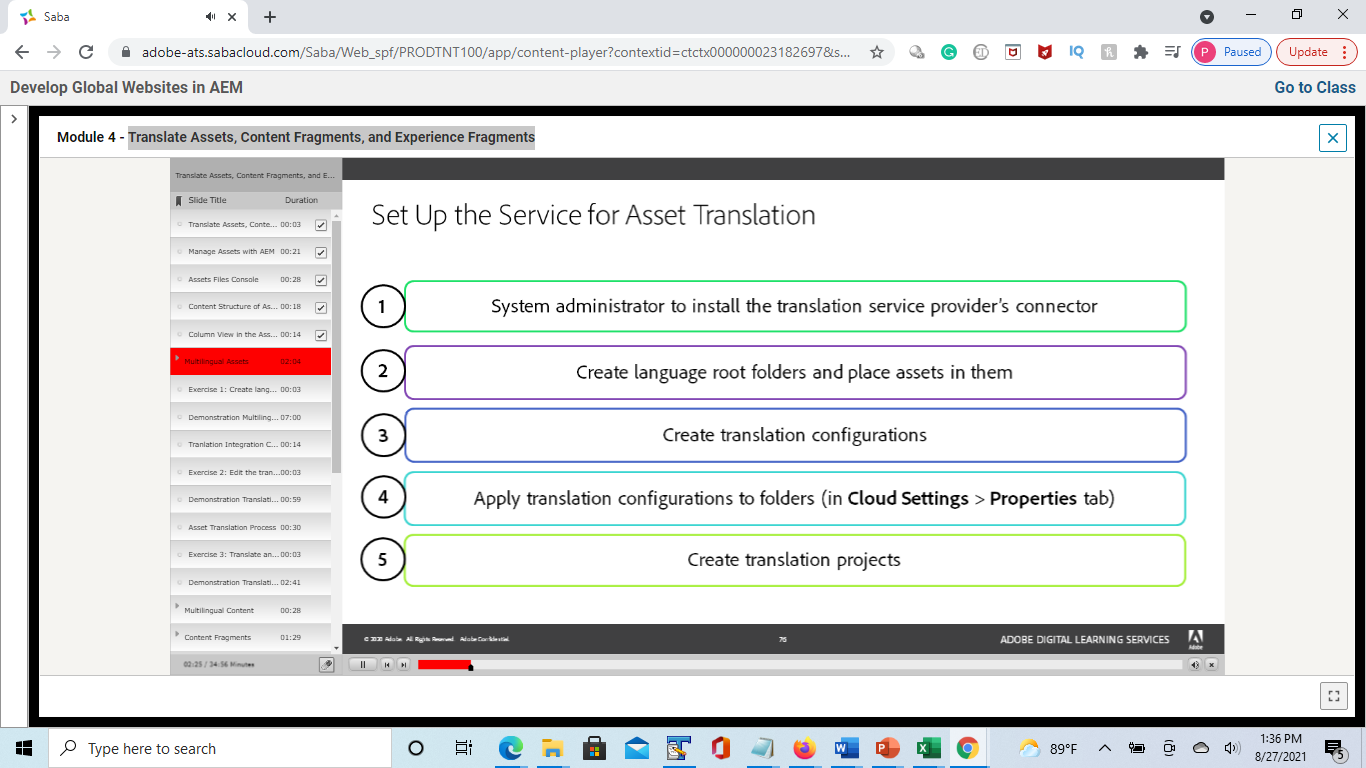 Saba
adobe-ats.sabacloud.com/Saba/Web_spf/PRODTNT100/app/content-player?contextid=ctctx000000023182697&s...
P Paused
Update
Develop Global Websites in AEM
Go to Class
Module 4 - Translate Assets, Content Fragments, and Experience Fragments
Translate Assets, Content Fragments, and E...
Slide Title Duration
Translate Assets, Conte... 00:03
Manage Assets with AEM 00:21
Assets Files Console 00:28
Content Structure of As... 00:18
Column View in the Ass... 00:14
Multilingual Assets 02:04
Exercise 1: Create lang... 00:03
Demonstration Multiling... 07:00
Tranlation Integration C... 00:14
Exercise 2: Edit the tran... 00:03
Demonstration Translati... 00:59
Asset Translation Process 00:30
Exercise 3: Translate an... 00:03
Demonstration Translati... 02:41
Multilingual Content 00:28
Content Fragments 01:29
02:25 / 34:56 Minutes
Set Up the Service for Asset Translation
1 System administrator to install the translation service provider's connector
2 Create language root folders and place assets in them
3 Create translation configurations
4 Apply translation configurations to folders (in Cloud Settings > Properties tab)
5 Create translation projects
© 2020 Adobe. All Rights Reserved. Adobe Confidential.
76
ADOBE DIGITAL LEARNING SERVICES
Adobe
Type here to search
89°F
1:36 PM
8/27/2021
5